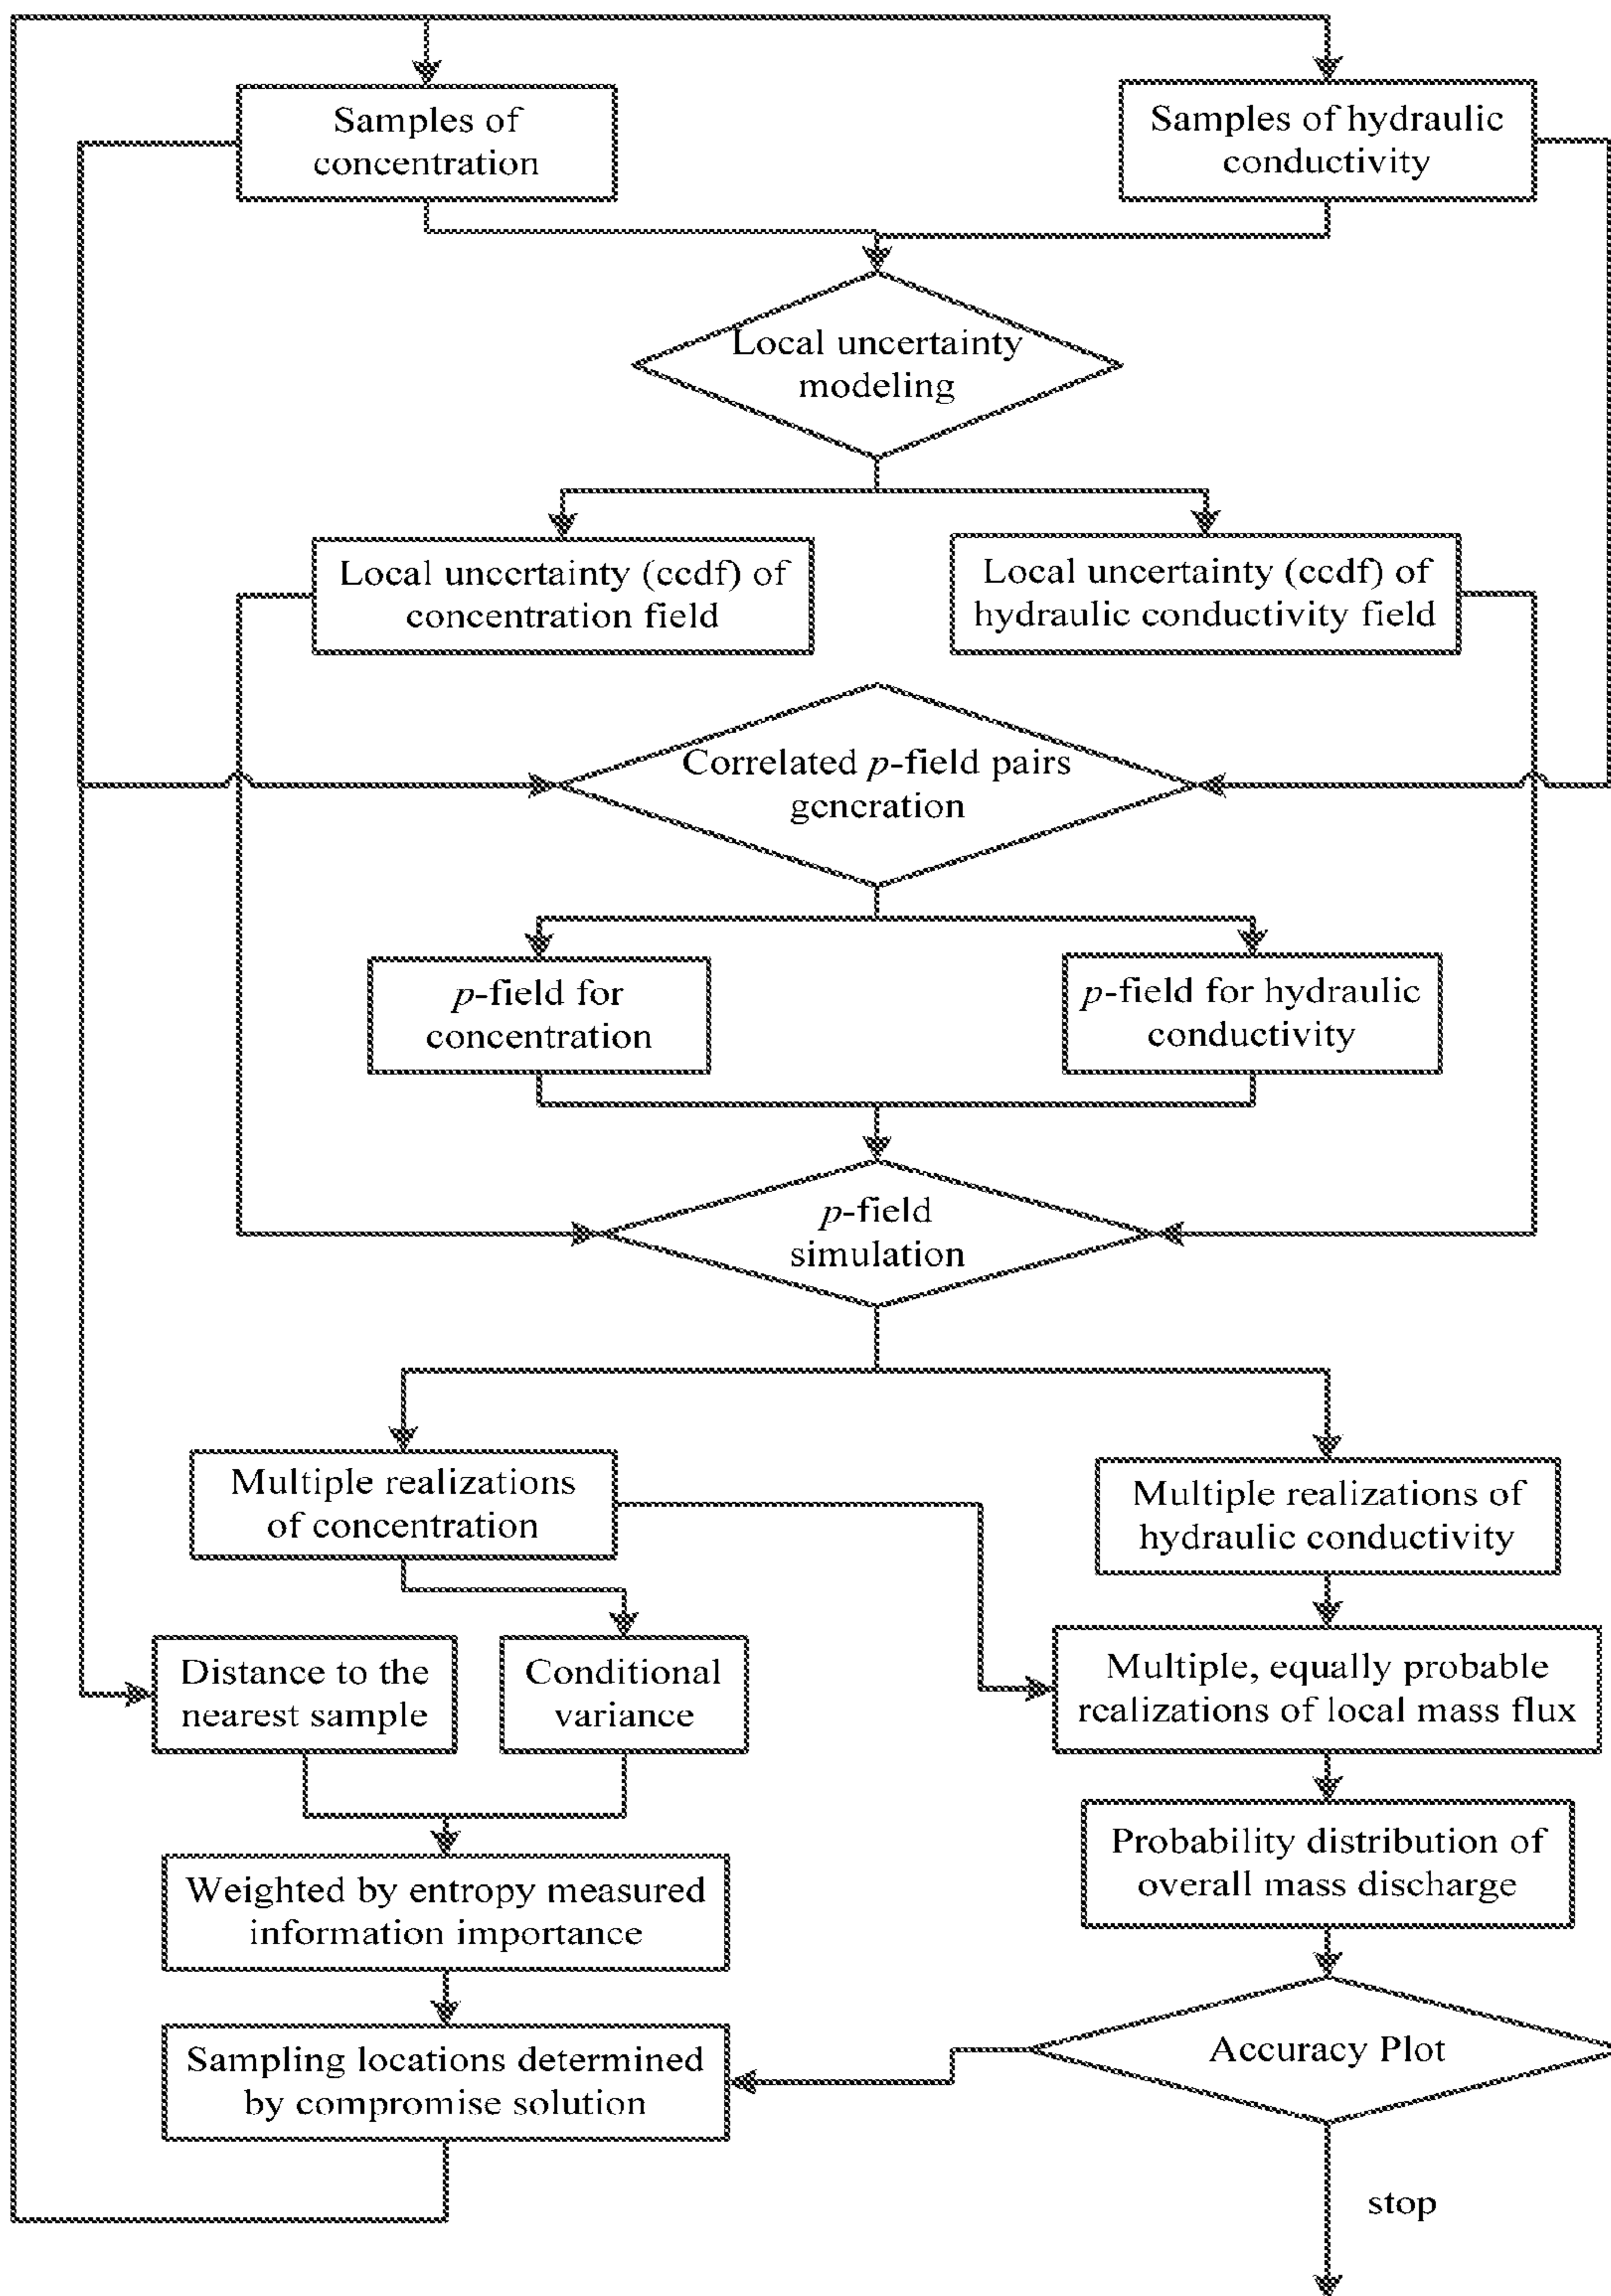 Samples of
concentration
Samples of hydraulic
conductivity
Local uncertainty
modeling
Local uncertainty (ccdf) of
concentration field
Local uncertainty (ccdf) of
hydraulic conductivity field
Correlated p-field pairs
generation
p-field for
concentration
p-field for hydraulic
conductivity
p-field
simulation
Multiple realizations
of concentration
Multiple realizations of
hydraulic conductivity
Distance to the
nearest sample
Conditional
variance
Multiple, equally probable
realizations of local mass flux
Probability distribution of
overall mass discharge
Weighted by entropy measured
information importance
Sampling locations determined
by compromise solution
Accuracy Plot
stop